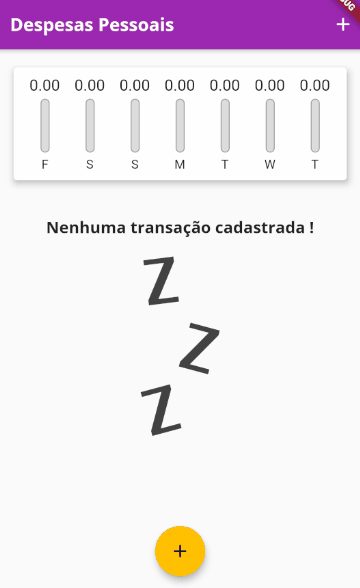 Despesas Pessoais +
0.00 0.00 0.00 0.00 0.00 0.00 0.00
F S S M T W T
Nenhuma transação cadastrada !
Z
Z
Z
+